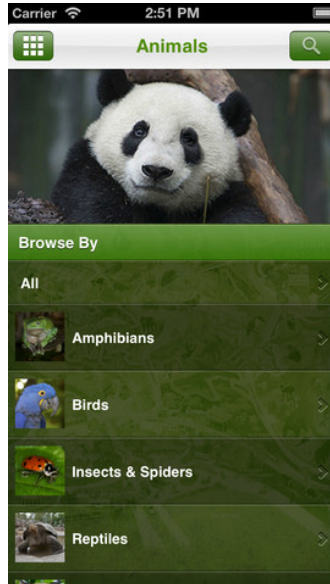 Carrier 2:51 PM
Animals
Browse By
All
Amphibians
Birds
Insects & Spiders
Reptiles